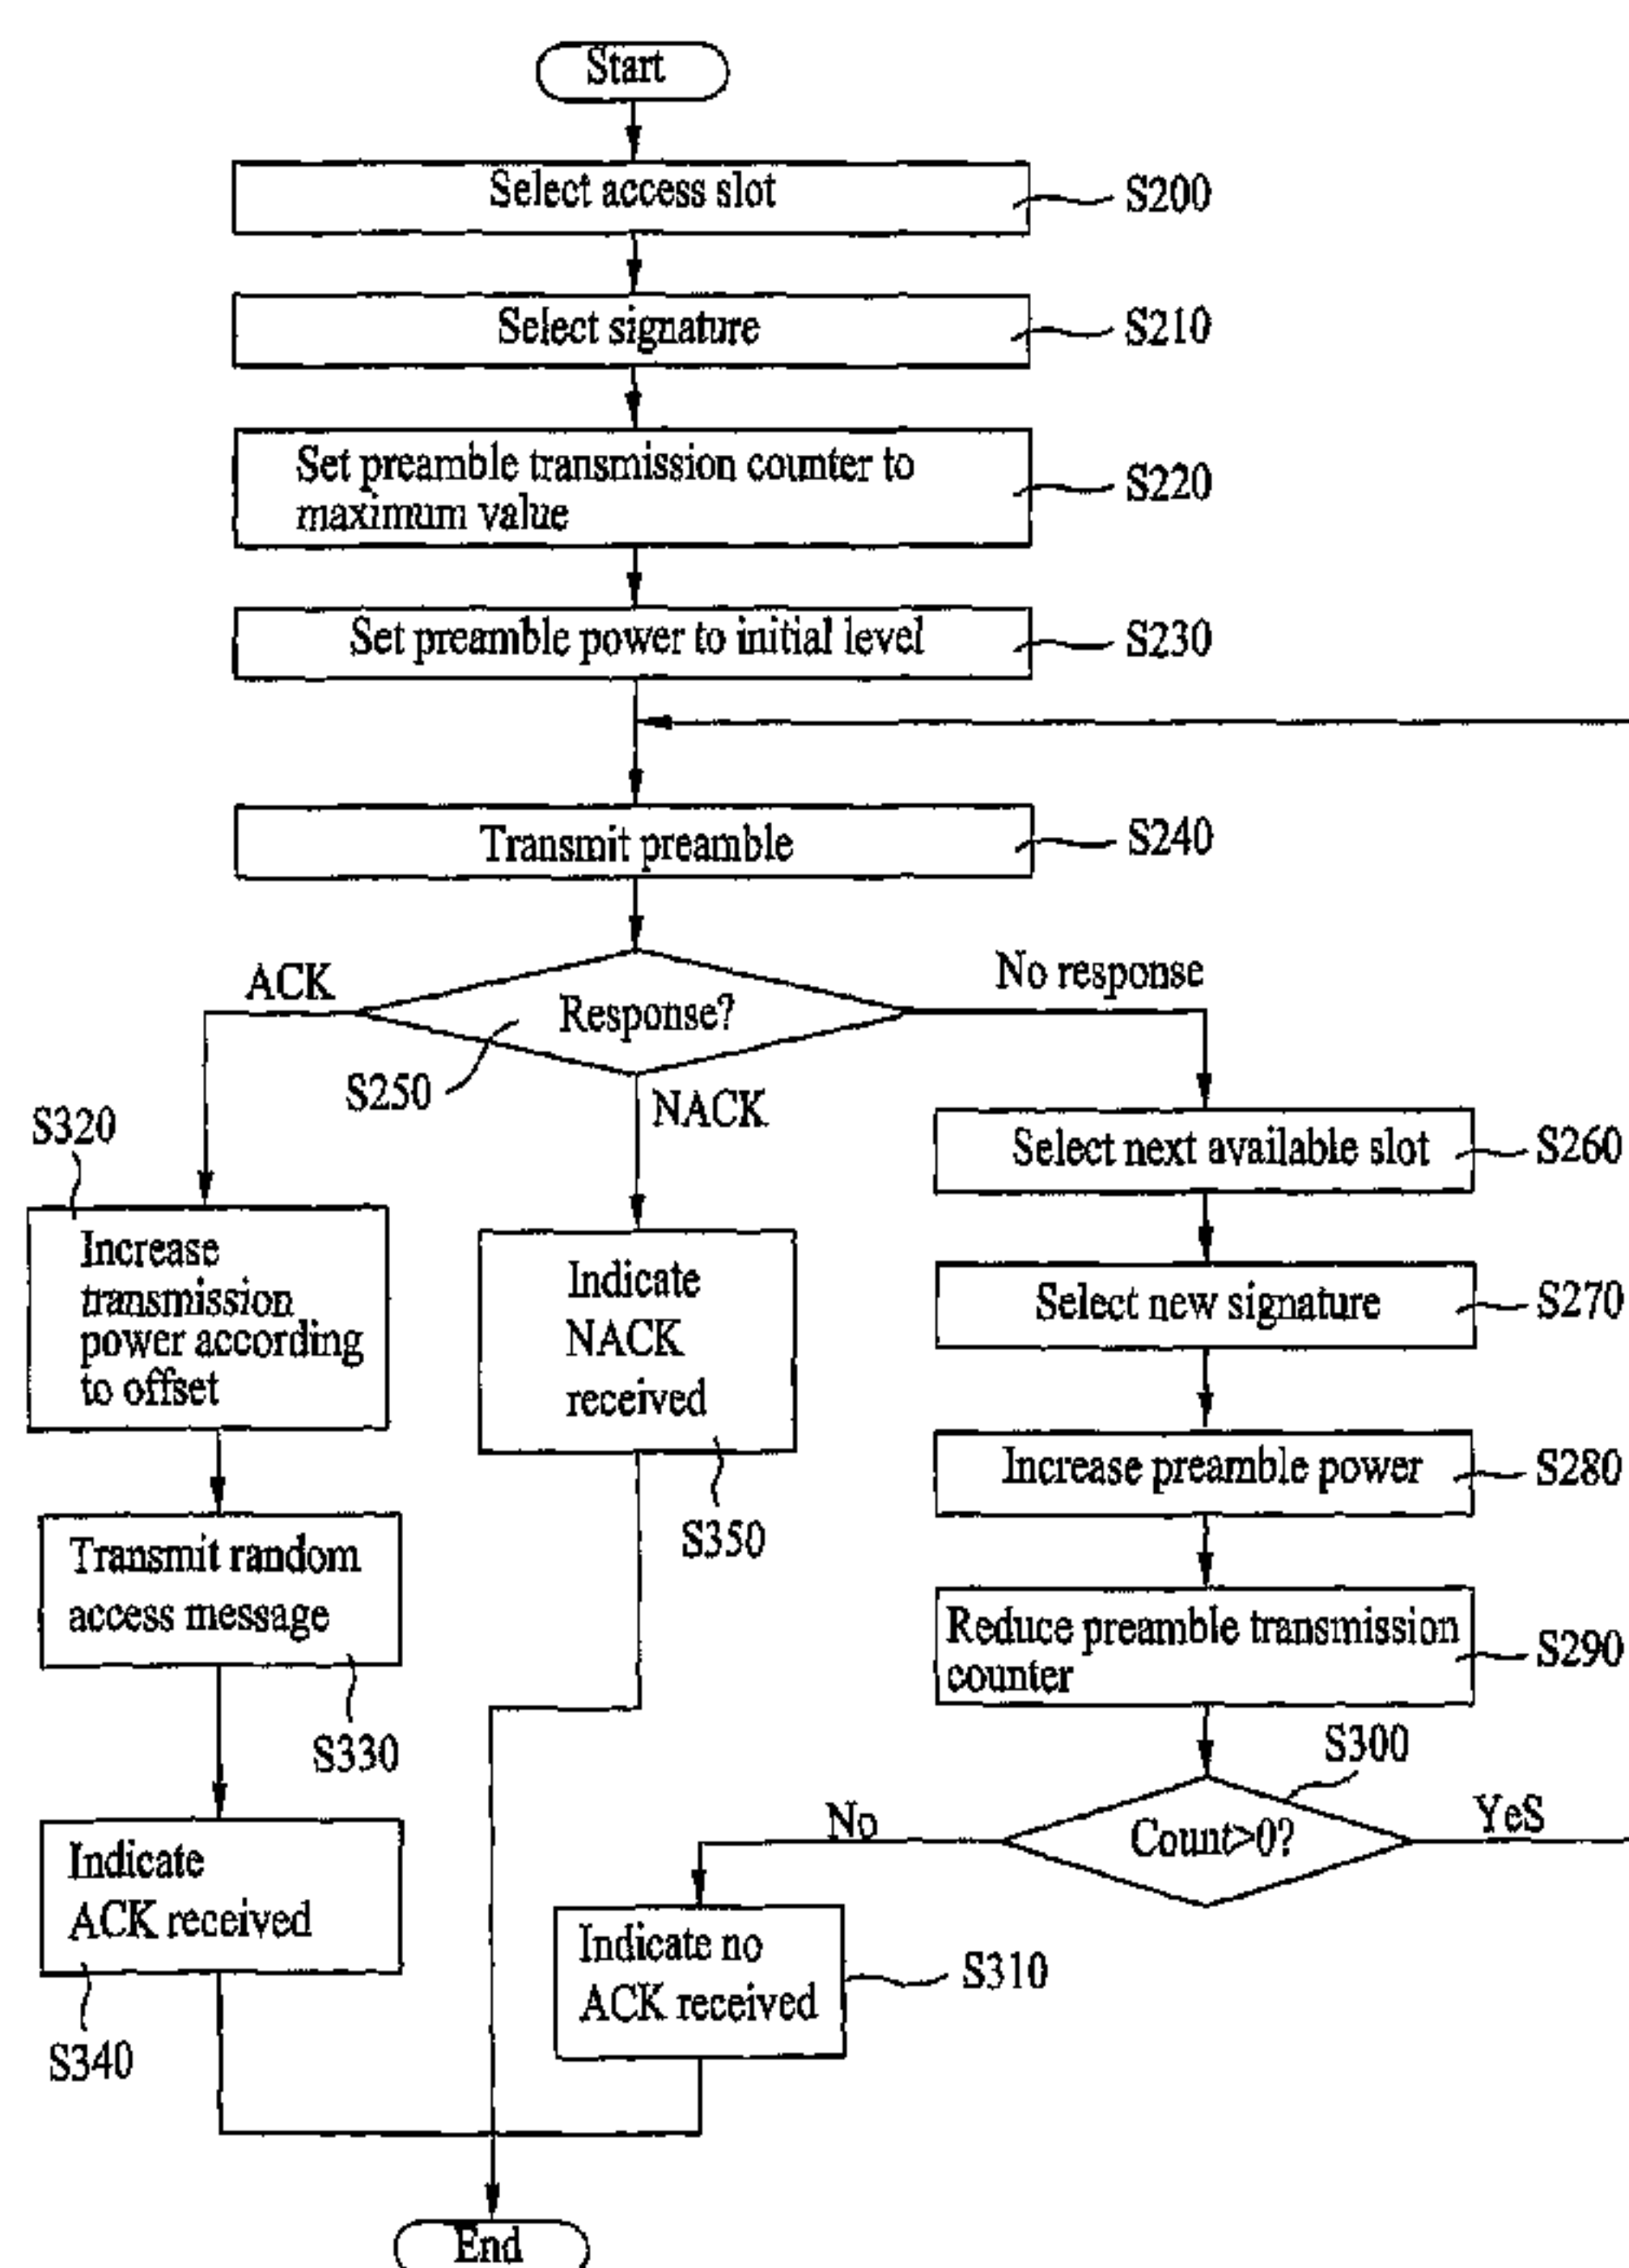 Start
Select access slot
S200
Select signature
S210
Set preamble transmission counter to
maximum value
S220
Set preamble power to initial level
S230
Transmit preamble
S240
Response?
S250
ACK
NACK
No response
S320
Increase
transmission
power according
to offset
Transmit random
access message
S330
Indicate
ACK received
S340
Indicate
NACK
received
S350
Select next available slot
S260
Select new signature
S270
Increase preamble power
S280
Reduce preamble transmission
counter
S290
S300
Count>0?
YeS
No
Indicate no
ACK received
S310
End